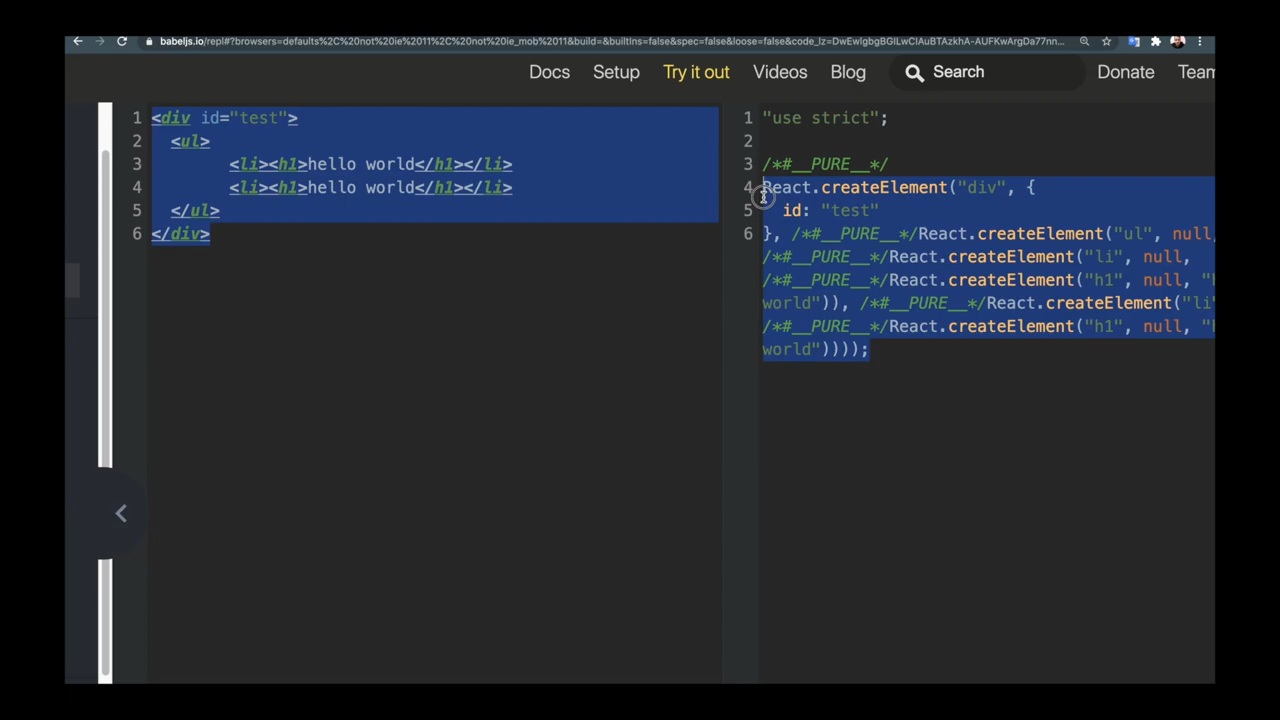 babeljs.io/repl#?browsers=defaults%2C%20not%20ie%2011%2C%20not%20ie_mob%2011&build=&builtIns=false&spec=false&loose=false&code_lz=DwEwlgbgBGILwCIAuBTAzkhA-AUFKwArgDa77nn...
Docs Setup Try it out Videos Blog Search Donate Team
1 <div id="test">
2 <ul>
3 <li><h1>hello world</h1></li>
4 <li><h1>hello world</h1></li>
5 </ul>
6 </div>
1 "use strict";
2
3 /*#__PURE__*/
4 React.createElement("div", {
5 id: "test"
6 }, /*#__PURE__*/React.createElement("ul", null,
/*#__PURE__*/React.createElement("li", null,
/*#__PURE__*/React.createElement("h1", null, "
world")), /*#__PURE__*/React.createElement("li"
/*#__PURE__*/React.createElement("h1", null, "
world"))));